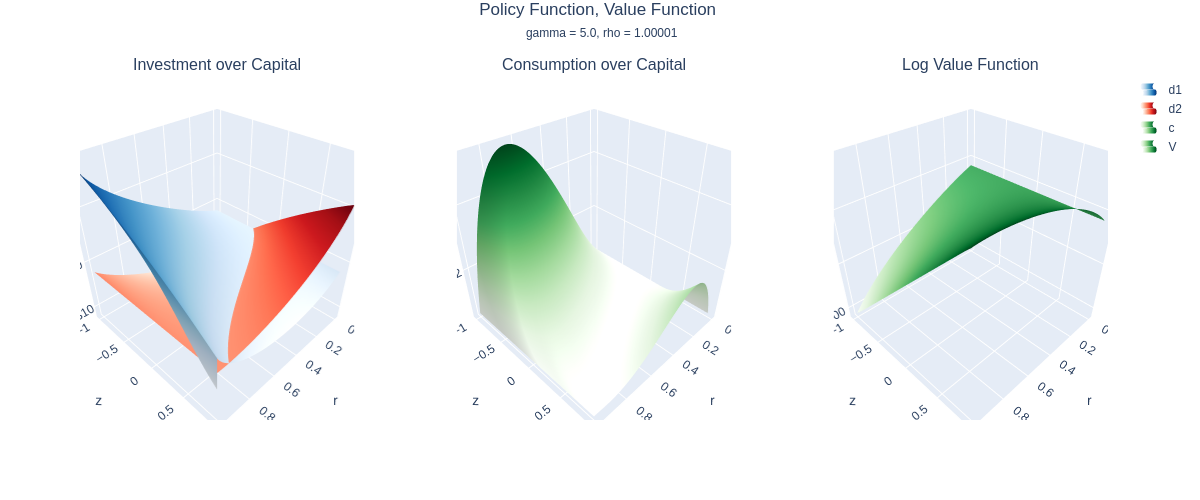 Policy Function, Value Function
gamma = 5.0, rho = 1.00001
Investment over Capital
Consumption over Capital
Log Value Function
d1
d2
c
V
−1
−0.5
0
0.5
z
0
0.2
0.4
0.6
0.8
r
−1
−0.5
0
0.5
z
0
0.2
0.4
0.6
0.8
r
−1
−0.5
0
0.5
z
0
0.2
0.4
0.6
0.8
r